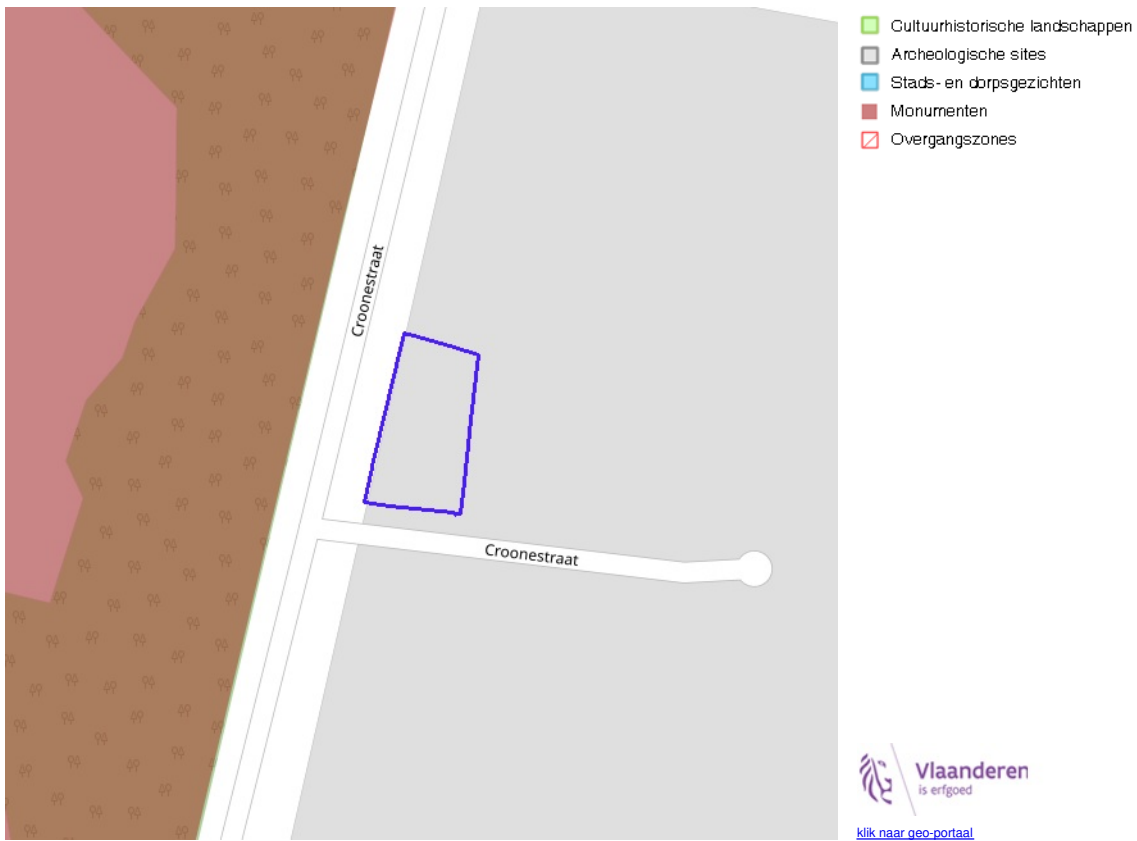 Cultuurhistorische landschappen
Archeologische sites
Stads- en dorpsgezichten
Monumenten
Overgangszones
Croonestraat
Croonestraat
Vlaanderen
is erfgoed
klik naar geo-portaal